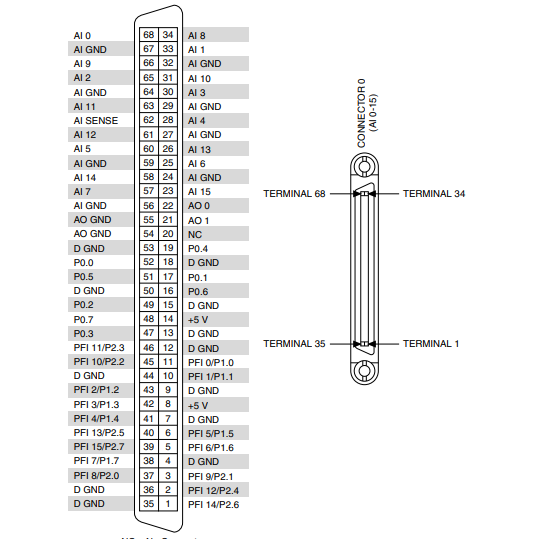 AI 0 68 34 AI 8
AI GND 67 33 AI 1
AI 9 66 32 AI GND
AI 2 65 31 AI 10
AI GND 64 30 AI 3
AI 11 63 29 AI GND
AI SENSE 62 28 AI 4
AI 12 61 27 AI GND
AI 5 60 26 AI 13
AI GND 59 25 AI 6
AI 14 58 24 AI GND
AI 7 57 23 AI 15
AI GND 56 22 AO 0
AO GND 55 21 AO 1
AO GND 54 20 NC
D GND 53 19 P0.4
P0.0 52 18 D GND
P0.5 51 17 P0.1
D GND 50 16 P0.6
P0.2 49 15 D GND
P0.7 48 14 +5 V
P0.3 47 13 D GND
PFI 11/P2.3 46 12 D GND
PFI 10/P2.2 45 11 PFI 0/P1.0
D GND 44 10 PFI 1/P1.1
PFI 2/P1.2 43 9 D GND
PFI 3/P1.3 42 8 +5 V
PFI 4/P1.4 41 7 D GND
PFI 13/P2.5 40 6 PFI 5/P1.5
PFI 15/P2.7 39 5 PFI 6/P1.6
PFI 7/P1.7 38 4 D GND
PFI 8/P2.0 37 3 PFI 9/P2.1
D GND 36 2 PFI 12/P2.4
D GND 35 1 PFI 14/P2.6
CONNECTOR 0
(AI 0-15)
TERMINAL 68 TERMINAL 34
TERMINAL 35 TERMINAL 1